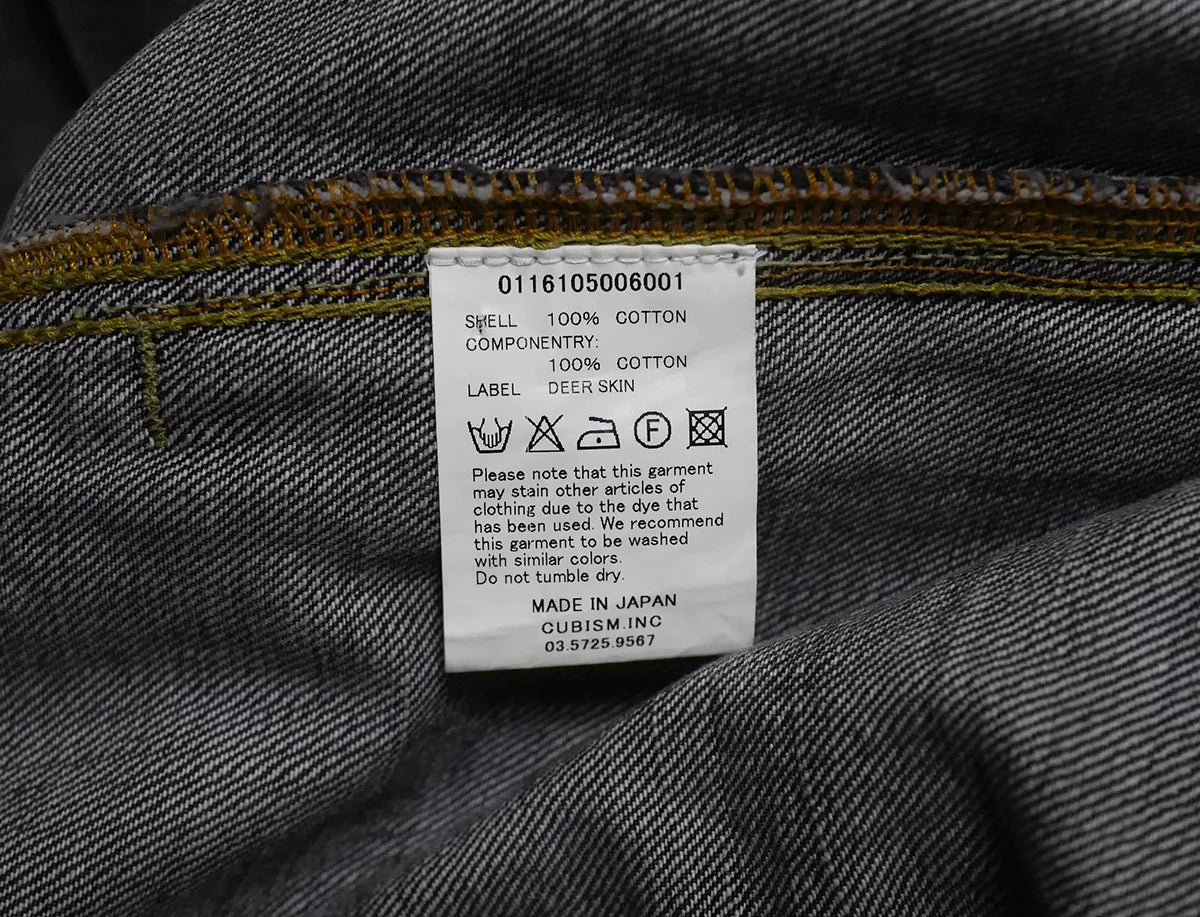 0116105006001
SHELL 100% COTTON
COMPONENTRY:
100% COTTON
LABEL DEER SKIN
F
Please note that this garment
may stain other articles of
clothing due to the dye that
has been used. We recommend
this garment to be washed
with similar colors.
Do not tumble dry.
MADE IN JAPAN
CUBISM.INC
03.5725.9567